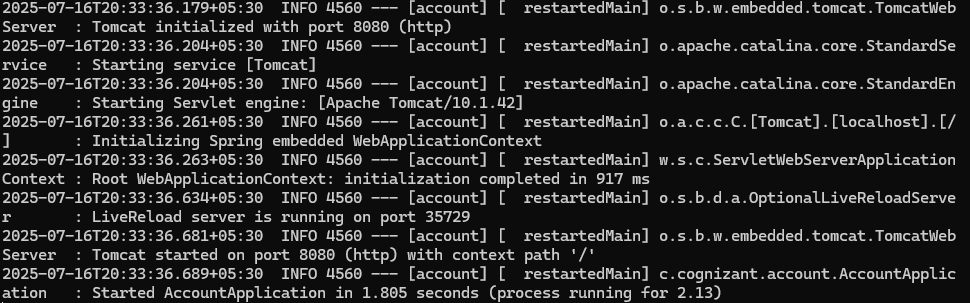 2025-07-16T20:33:36.179+05:30  INFO 4560 --- [account] [  restartedMain] o.s.b.w.embedded.tomcat.TomcatWeb
Server  : Tomcat initialized with port 8080 (http)
2025-07-16T20:33:36.204+05:30  INFO 4560 --- [account] [  restartedMain] o.apache.catalina.core.StandardSe
rvice   : Starting service [Tomcat]
2025-07-16T20:33:36.204+05:30  INFO 4560 --- [account] [  restartedMain] o.apache.catalina.core.StandardEn
gine    : Starting Servlet engine: [Apache Tomcat/10.1.42]
2025-07-16T20:33:36.261+05:30  INFO 4560 --- [account] [  restartedMain] o.a.c.c.C.[Tomcat].[localhost].[/
]       : Initializing Spring embedded WebApplicationContext
2025-07-16T20:33:36.263+05:30  INFO 4560 --- [account] [  restartedMain] w.s.c.ServletWebServerApplication
Context : Root WebApplicationContext: initialization completed in 917 ms
2025-07-16T20:33:36.634+05:30  INFO 4560 --- [account] [  restartedMain] o.s.b.d.a.OptionalLiveReloadServe
r       : LiveReload server is running on port 35729
2025-07-16T20:33:36.681+05:30  INFO 4560 --- [account] [  restartedMain] o.s.b.w.embedded.tomcat.TomcatWeb
Server  : Tomcat started on port 8080 (http) with context path '/'
2025-07-16T20:33:36.689+05:30  INFO 4560 --- [account] [  restartedMain] c.cognizant.account.AccountApplic
ation   : Started AccountApplication in 1.805 seconds (process running for 2.13)